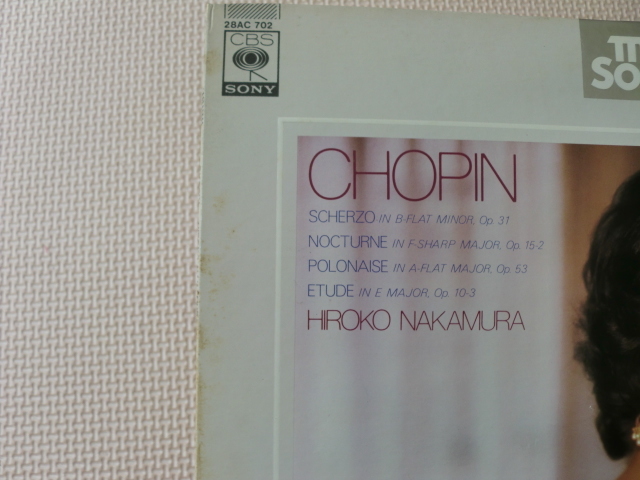 28AC 702
CBS
SONY
SO
CHOPIN
SCHERZO IN B-FLAT MINOR, Op. 31
NOCTURNE IN F-SHARP MAJOR, Op. 15-2
POLONAISE IN A-FLAT MAJOR, Op. 53
ETUDE IN E MAJOR, Op. 10-3
HIROKO NAKAMURA